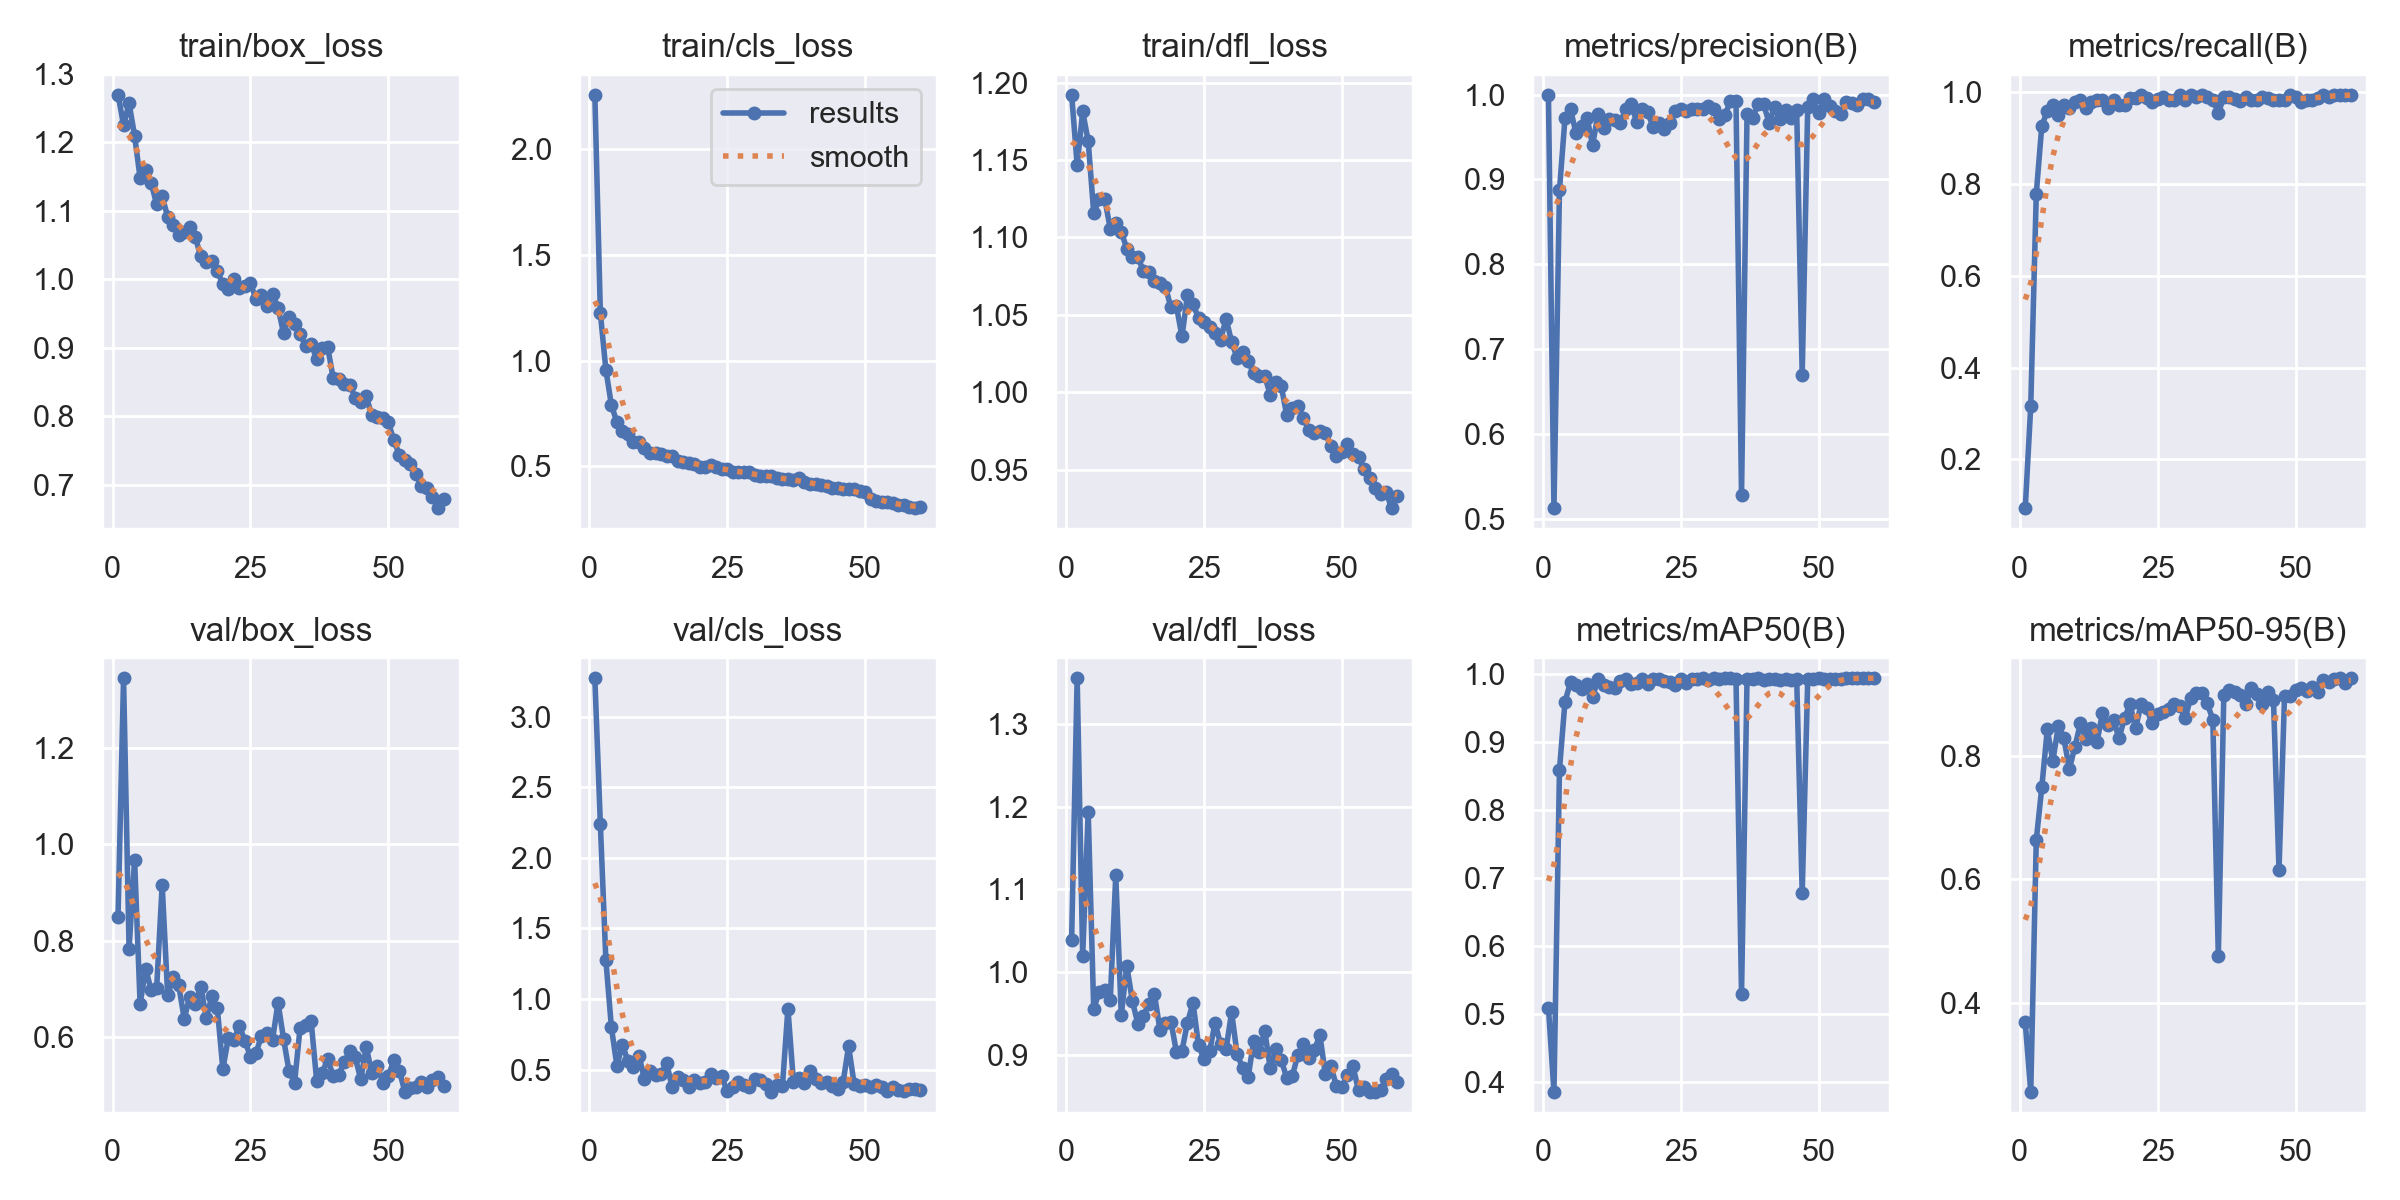 train/box_loss
1.3
1.2
1.1
1.0
0.9
0.8
0.7
0 25 50
train/cls_loss
results
smooth
2.0
1.5
1.0
0.5
0 25 50
train/dfl_loss
1.20
1.15
1.10
1.05
1.00
0.95
0 25 50
metrics/precision(B)
1.0
0.9
0.8
0.7
0.6
0.5
0 25 50
metrics/recall(B)
1.0
0.8
0.6
0.4
0.2
0 25 50
val/box_loss
1.2
1.0
0.8
0.6
0 25 50
val/cls_loss
3.0
2.5
2.0
1.5
1.0
0.5
0 25 50
val/dfl_loss
1.3
1.2
1.1
1.0
0.9
0 25 50
metrics/mAP50(B)
1.0
0.9
0.8
0.7
0.6
0.5
0.4
0 25 50
metrics/mAP50-95(B)
0.8
0.6
0.4
0 25 50